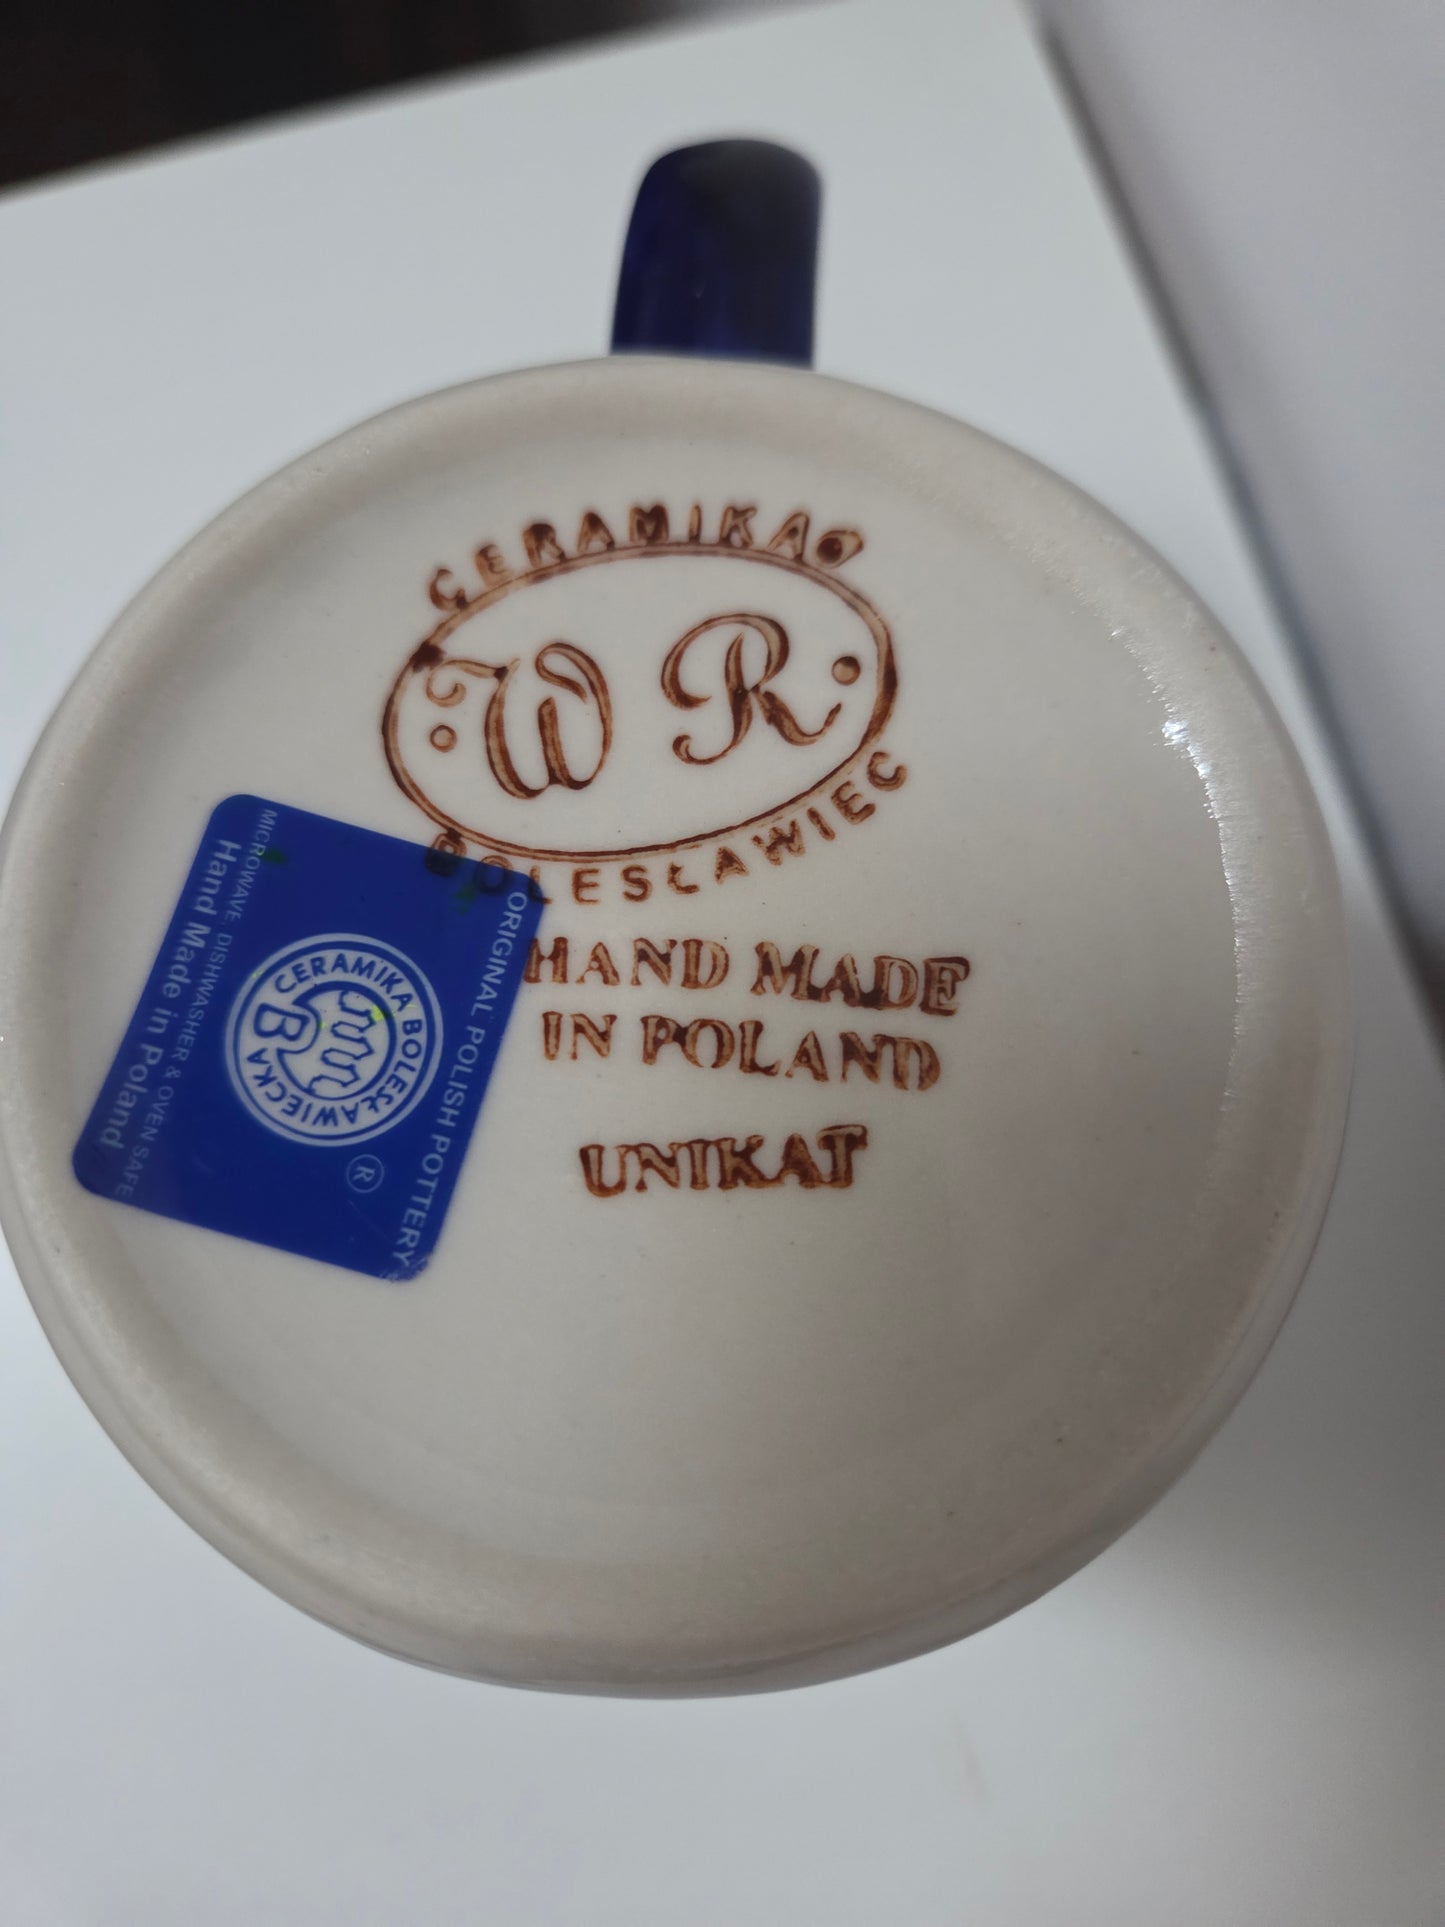 CERAMIKA
W R
BOLESŁAWIEC
HAND MADE
IN POLAND
UNIKAT
ORIGINAL POLISH POTTERY
CERAMIKA BOLESŁAWIECKA
B
®
MICROWAVE, DISHWASHER & OVEN SAFE
Hand Made in Poland